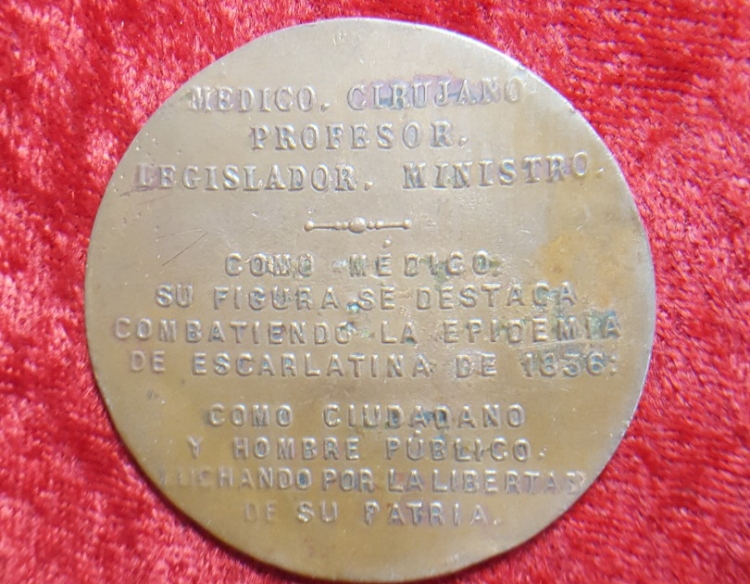 MEDICO. CIRUJANO
PROFESOR.
LEGISLADOR. MINISTRO.
COMO MÉDICO.
SU FIGURA SE DESTACA
COMBATIENDO LA EPIDEMIA
DE ESCARLATINA DE 1836:
COMO CIUDADANO
Y HOMBRE PÚBLICO.
LUCHANDO POR LA LIBERTAD
DE SU PATRIA.